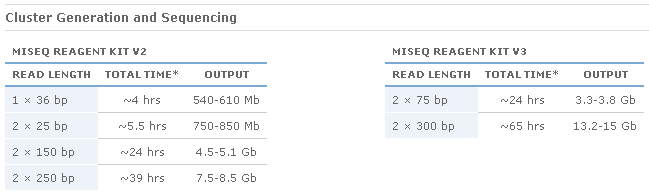 Cluster Generation and Sequencing
MISEQ REAGENT KIT V2
READ LENGTH TOTAL TIME* OUTPUT
1 × 36 bp ~4 hrs 540-610 Mb
2 × 25 bp ~5.5 hrs 750-850 Mb
2 × 150 bp ~24 hrs 4.5-5.1 Gb
2 × 250 bp ~39 hrs 7.5-8.5 Gb
MISEQ REAGENT KIT V3
READ LENGTH TOTAL TIME* OUTPUT
2 × 75 bp ~24 hrs 3.3-3.8 Gb
2 × 300 bp ~65 hrs 13.2-15 Gb